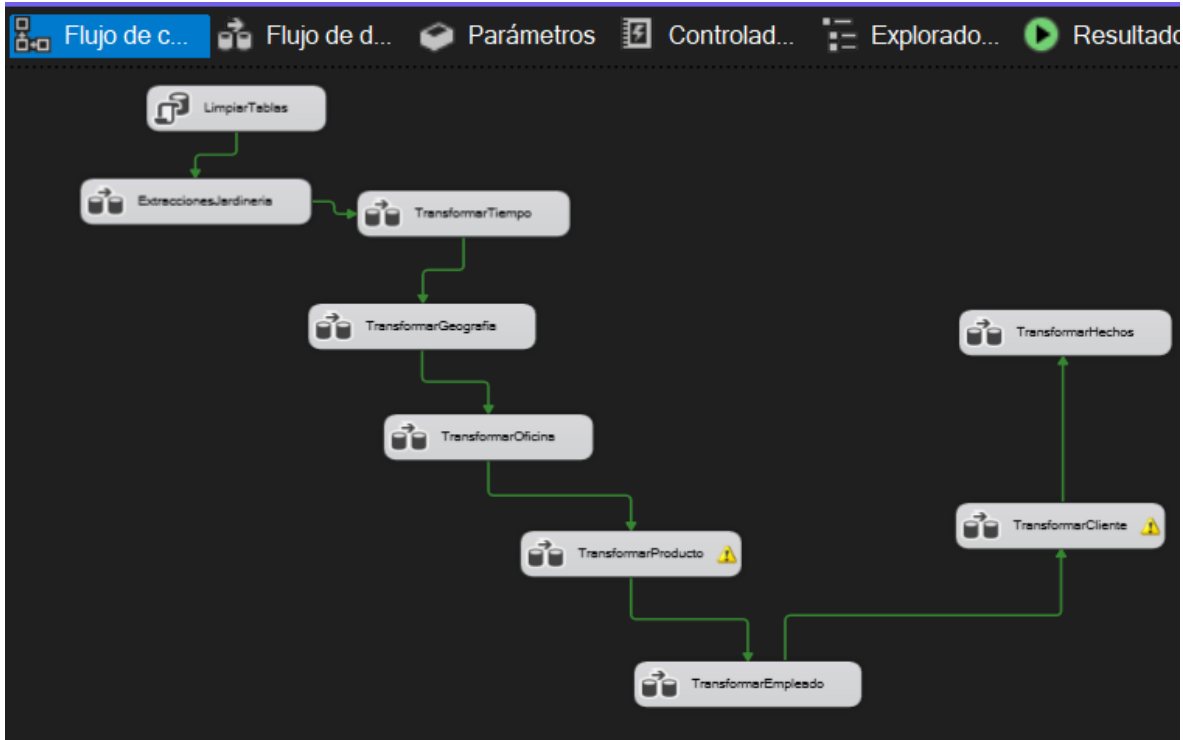 Flujo de c...
Flujo de d...
Parámetros
Controlad...
Explorado...
Resultado
LimpiarTablas
ExtraccionesJardineria
TransformarTiempo
TransformarGeografia
TransformarHechos
TransformarOficina
TransformarCliente
TransformarProducto
TransformarEmpleado